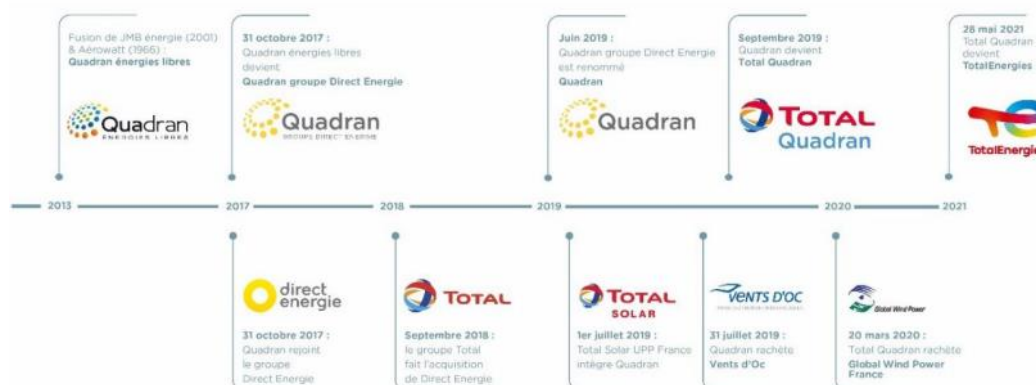 Fusion de JMB énergie (2001)
& Aérowatt (1966) :
Quadran énergies libres
Quadran
ENERGIES LIBRES
31 octobre 2017 :
Quadran énergies libres
devient
Quadran groupe Direct Energie
Quadran
GROUPE DIRECT ENERGIE
Juin 2019 :
Quadran groupe Direct Energie
est renommé
Quadran
Quadran
Septembre 2019 :
Quadran devient
Total Quadran
TOTAL
Quadran
28 mai 2021
Total Quadran
devient
TotalEnergies
TotalEnergie
2013
2017
2018
2019
2020
2021
direct
energie
31 octobre 2017 :
Quadran rejoint
le groupe
Direct Energie
TOTAL
Septembre 2018 :
le groupe Total
fait l'acquisition
de Direct Energie
TOTAL
SOLAR
1er juillet 2019 :
Total Solar UPP France
intègre Quadran
VENTS D'OC
31 juillet 2019 :
Quadran rachète
Vents d'Oc
Global Wind Power
20 mars 2020 :
Total Quadran rachète
Global Wind Power
France